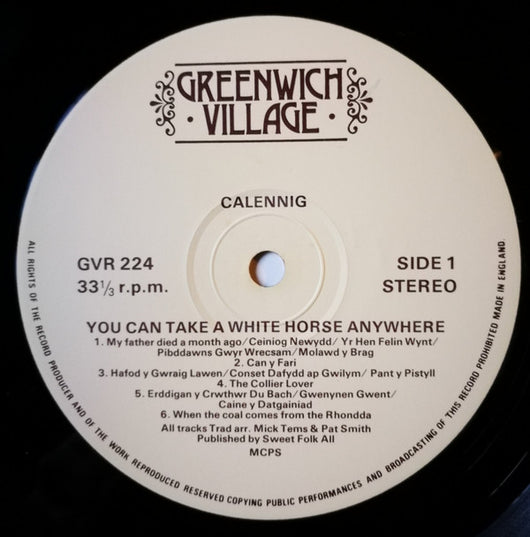 GREENWICH
· VILLAGE ·
CALENNIG
GVR 224
33⅓ r.p.m.
SIDE 1
STEREO
YOU CAN TAKE A WHITE HORSE ANYWHERE
1. My father died a month ago/Ceiniog Newydd/Yr Hen Felin Wynt/
Pibddawns Gwyr Wrecsam/Molawd y Brag
2. Can y Fari
3. Hafod y Gwraig Lawen/Conset Dafydd ap Gwilym/Pant y Pistyll
4. The Collier Lover
5. Erddigan y Crwthwr Du Bach/Gwenynen Gwent/
Caine y Datgainiad
6. When the coal comes from the Rhondda
All tracks Trad arr. Mick Tems & Pat Smith
Published by Sweet Folk All
MCPS
ALL RIGHTS OF THE RECORD PRODUCER AND OF THE WORK REPRODUCED RESERVED COPYING PUBLIC PERFORMANCES AND BROADCASTING OF THIS RECORD PROHIBITED MADE IN ENGLAND.